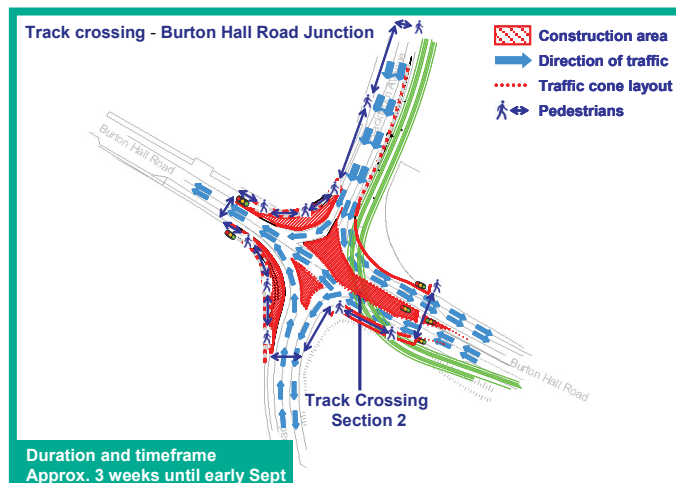 Track crossing - Burton Hall Road Junction
Construction area
Direction of traffic
Traffic cone layout
Pedestrians
Burton Hall Road
Burton Hall Road
Track Crossing
Section 2
Duration and timeframe
Approx. 3 weeks until early Sept